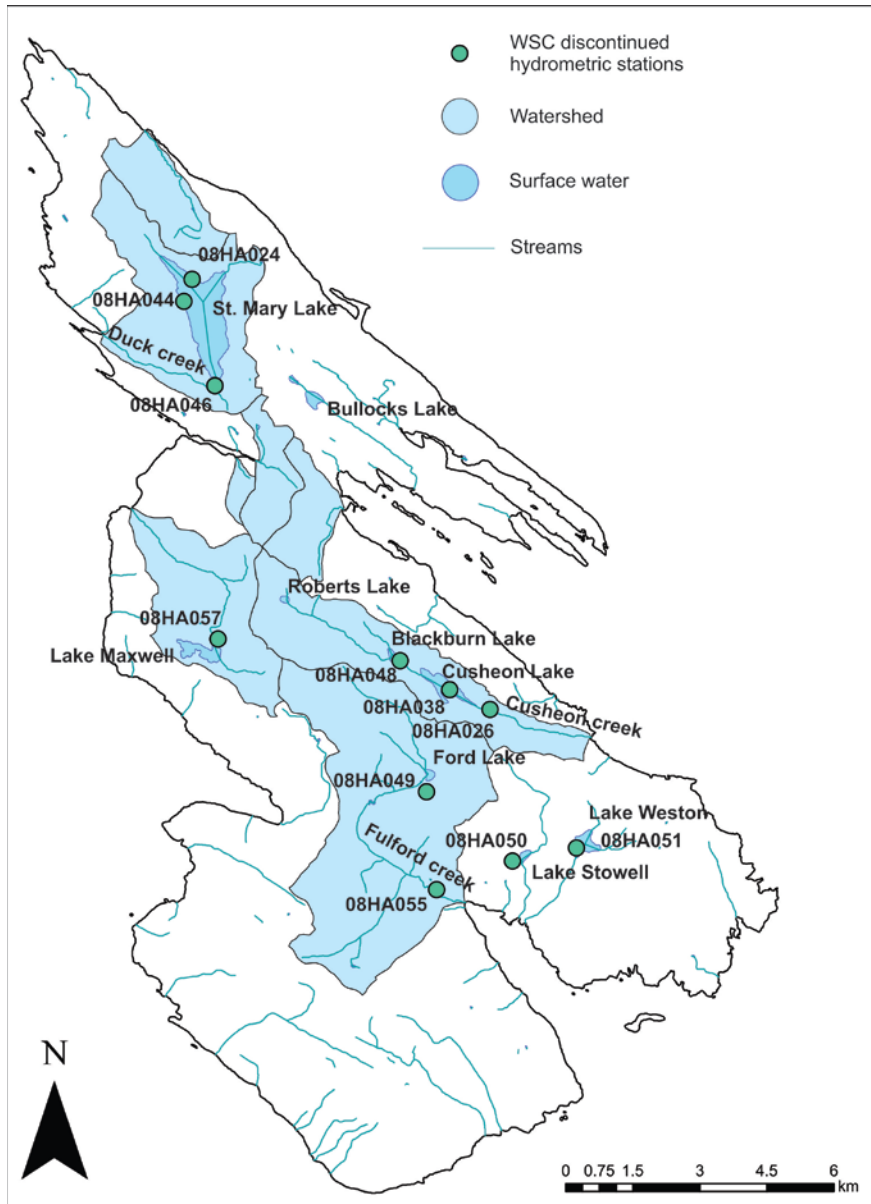 WSC discontinued
hydrometric stations
Watershed
Surface water
Streams
08HA024
08HA044
St. Mary Lake
Duck creek
08HA046
Bullocks Lake
Roberts Lake
08HA057
Blackburn Lake
Lake Maxwell
08HA048
Cusheon Lake
08HA038
Cusheon creek
08HA026
Ford Lake
08HA049
Lake Weston
08HA050
08HA051
Fulford creek
Lake Stowell
08HA055
N
0 0.75 1.5 3 4.5 6
km